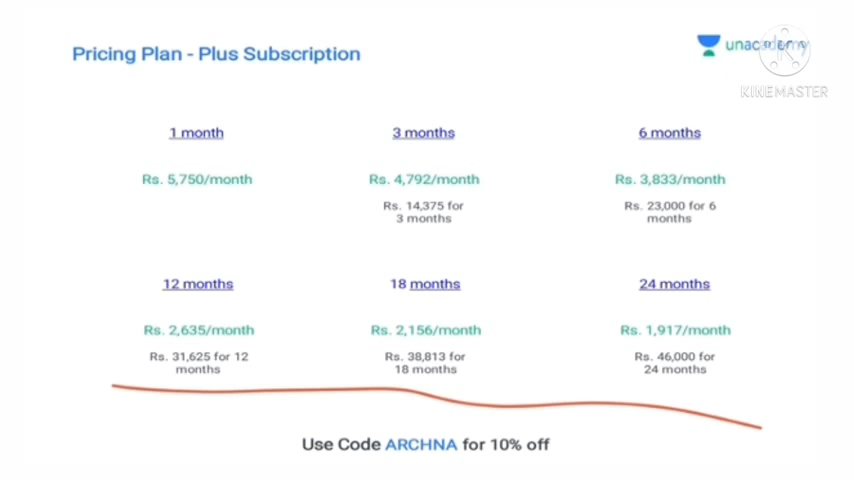 Pricing Plan - Plus Subscription
unacademy
KINEMASTER
1 month
3 months
6 months
Rs. 5,750/month
Rs. 4,792/month
Rs. 3,833/month
Rs. 14,375 for
3 months
Rs. 23,000 for 6
months
12 months
18 months
24 months
Rs. 2,635/month
Rs. 2,156/month
Rs. 1,917/month
Rs. 31,625 for 12
months
Rs. 38,813 for
18 months
Rs. 46,000 for
24 months
Use Code ARCHNA for 10% off